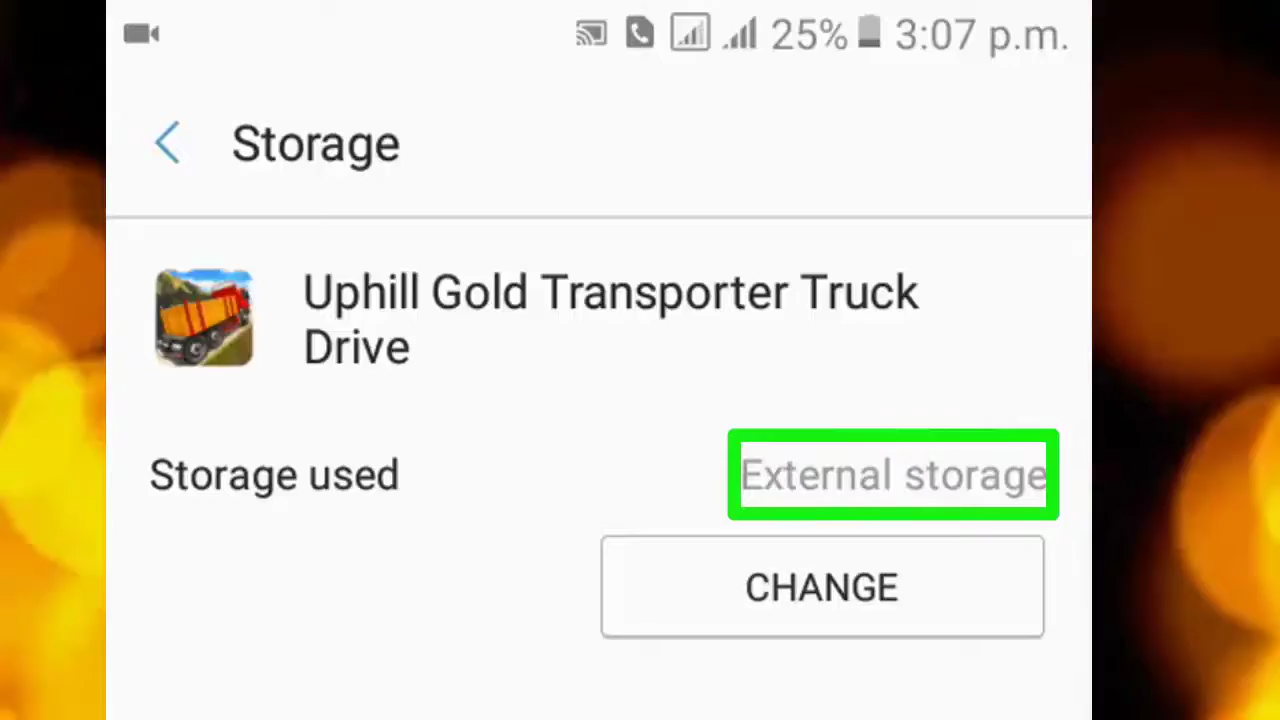 25% 3:07 p.m.
Storage
Uphill Gold Transporter Truck
Drive
Storage used External storage
CHANGE